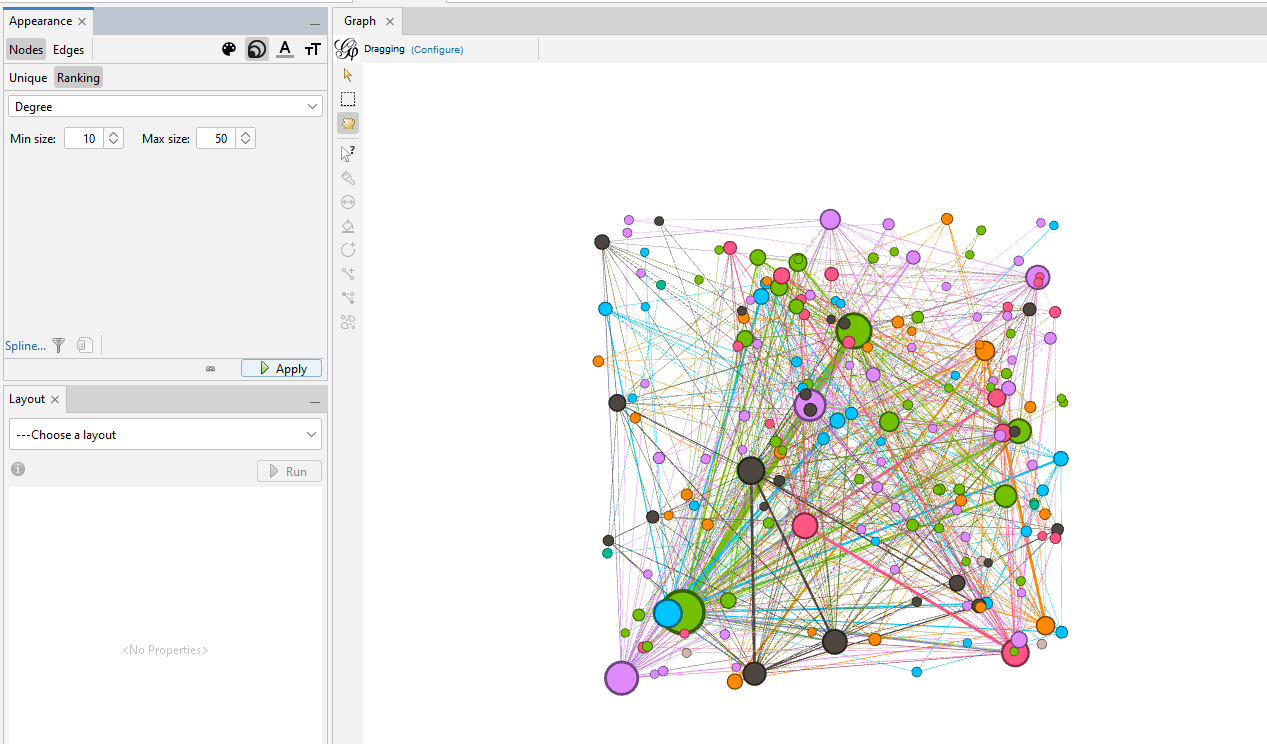 Appearance
Nodes Edges A TT
Unique Ranking
Degree
Min size: 10 Max size: 50
Spline...
Apply
Layout
---Choose a layout
i Run
<No Properties>
Graph
Dragging (Configure)
?